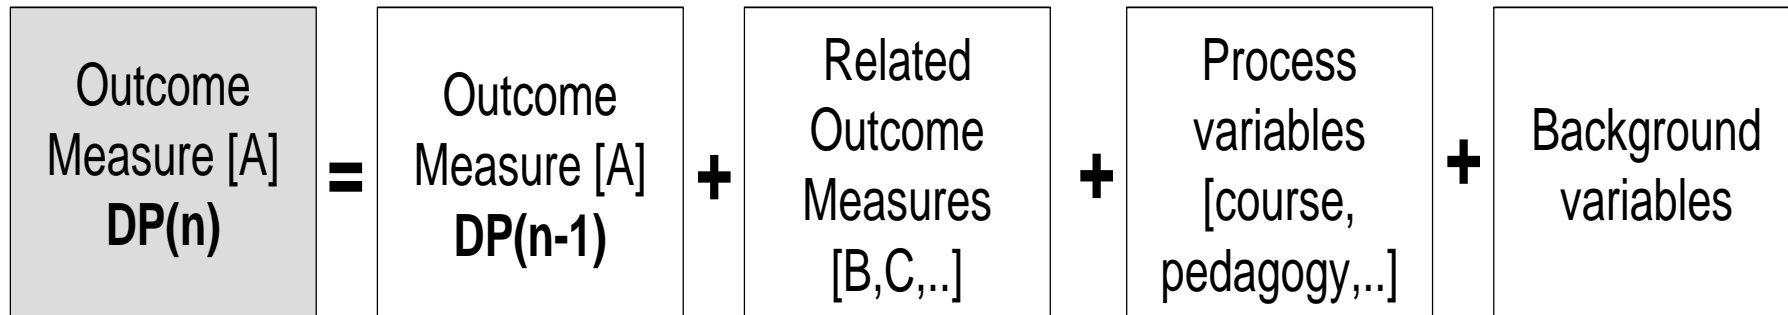 Outcome
Measure [A]
DP(n)
=
Outcome
Measure [A]
DP(n-1)
+
Related
Outcome
Measures
[B,C,..]
+
Process
variables
[course,
pedagogy,..]
+
Background
variables